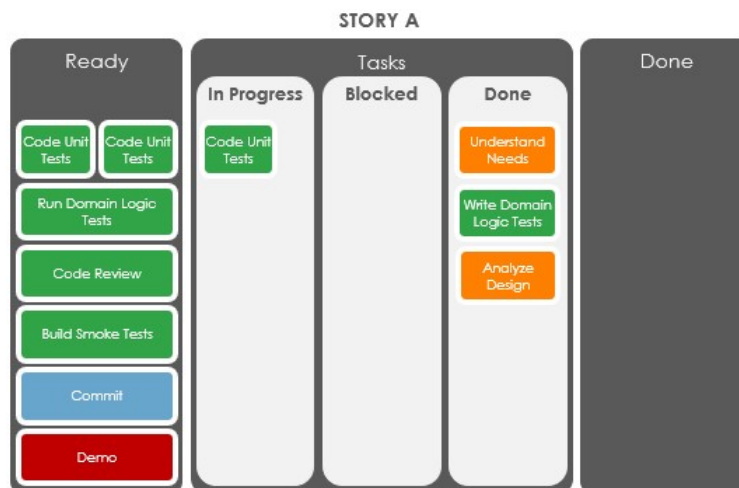 STORY A
Ready
Code Unit
Tests
Code Unit
Tests
Run Domain Logic
Tests
Code Review
Build Smoke Tests
Commit
Demo
Tasks
In Progress
Code Unit
Tests
Blocked
Done
Understand
Needs
Write Domain
Logic Tests
Analyze
Design
Done